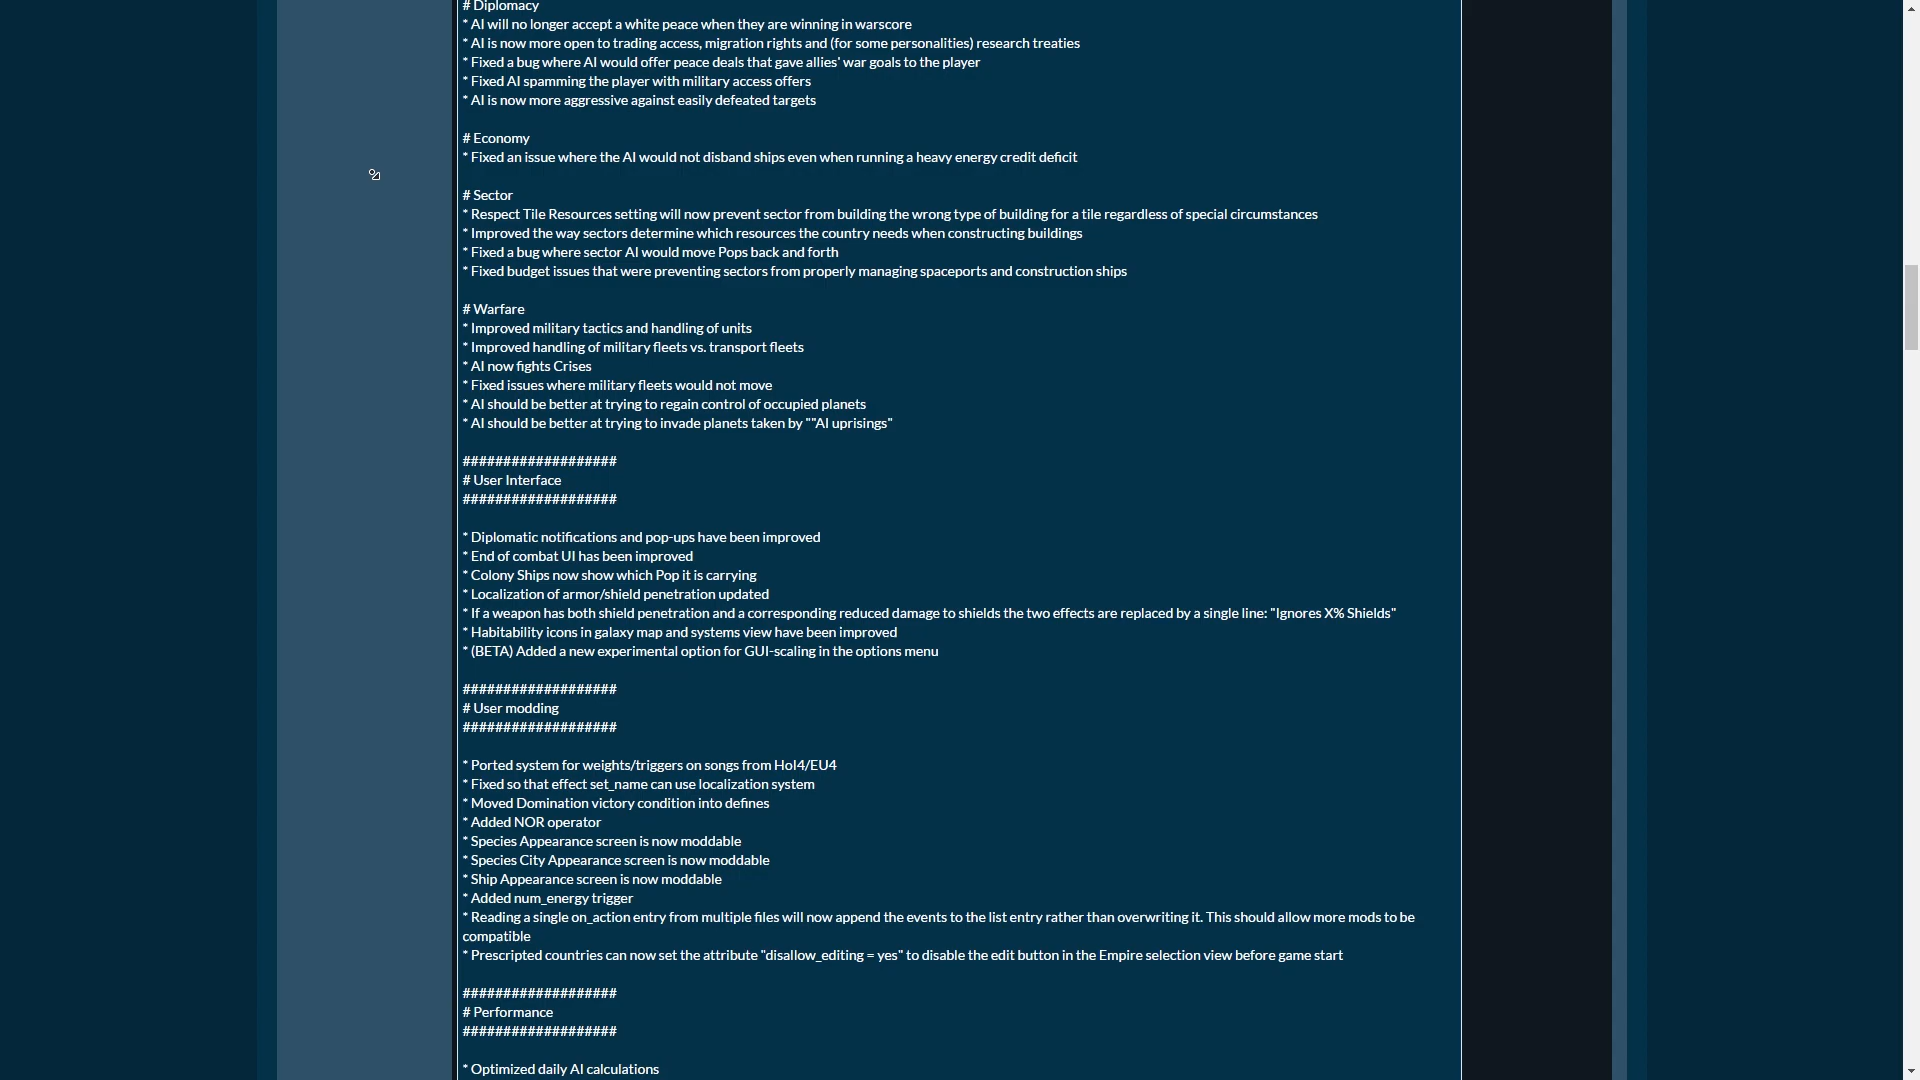 # Diplomacy
* AI will no longer accept a white peace when they are winning in warscore
* AI is now more open to trading access, migration rights and (for some personalities) research treaties
* Fixed a bug where AI would offer peace deals that gave allies' war goals to the player
* Fixed AI spamming the player with military access offers
* AI is now more aggressive against easily defeated targets
# Economy
* Fixed an issue where the AI would not disband ships even when running a heavy energy credit deficit
# Sector
* Respect Tile Resources setting will now prevent sector from building the wrong type of building for a tile regardless of special circumstances
* Improved the way sectors determine which resources the country needs when constructing buildings
* Fixed a bug where sector AI would move Pops back and forth
* Fixed budget issues that were preventing sectors from properly managing spaceports and construction ships
# Warfare
* Improved military tactics and handling of units
* Improved handling of military fleets vs. transport fleets
* AI now fights Crises
* Fixed issues where military fleets would not move
* AI should be better at trying to regain control of occupied planets
* AI should be better at trying to invade planets taken by ""AI uprisings"
###################
# User Interface
###################
* Diplomatic notifications and pop-ups have been improved
* End of combat UI has been improved
* Colony Ships now show which Pop it is carrying
* Localization of armor/shield penetration updated
* If a weapon has both shield penetration and a corresponding reduced damage to shields the two effects are replaced by a single line: "Ignores X% Shields"
* Habitability icons in galaxy map and systems view have been improved
* (BETA) Added a new experimental option for GUI-scaling in the options menu
###################
# User modding
###################
* Ported system for weights/triggers on songs from HoI4/EU4
* Fixed so that effect set_name can use localization system
* Moved Domination victory condition into defines
* Added NOR operator
* Species Appearance screen is now moddable
* Species City Appearance screen is now moddable
* Ship Appearance screen is now moddable
* Added num_energy trigger
* Reading a single on_action entry from multiple files will now append the events to the list entry rather than overwriting it. This should allow more mods to be
compatible
* Prescripted countries can now set the attribute "disallow_editing = yes" to disable the edit button in the Empire selection view before game start
###################
# Performance
###################
* Optimized daily AI calculations